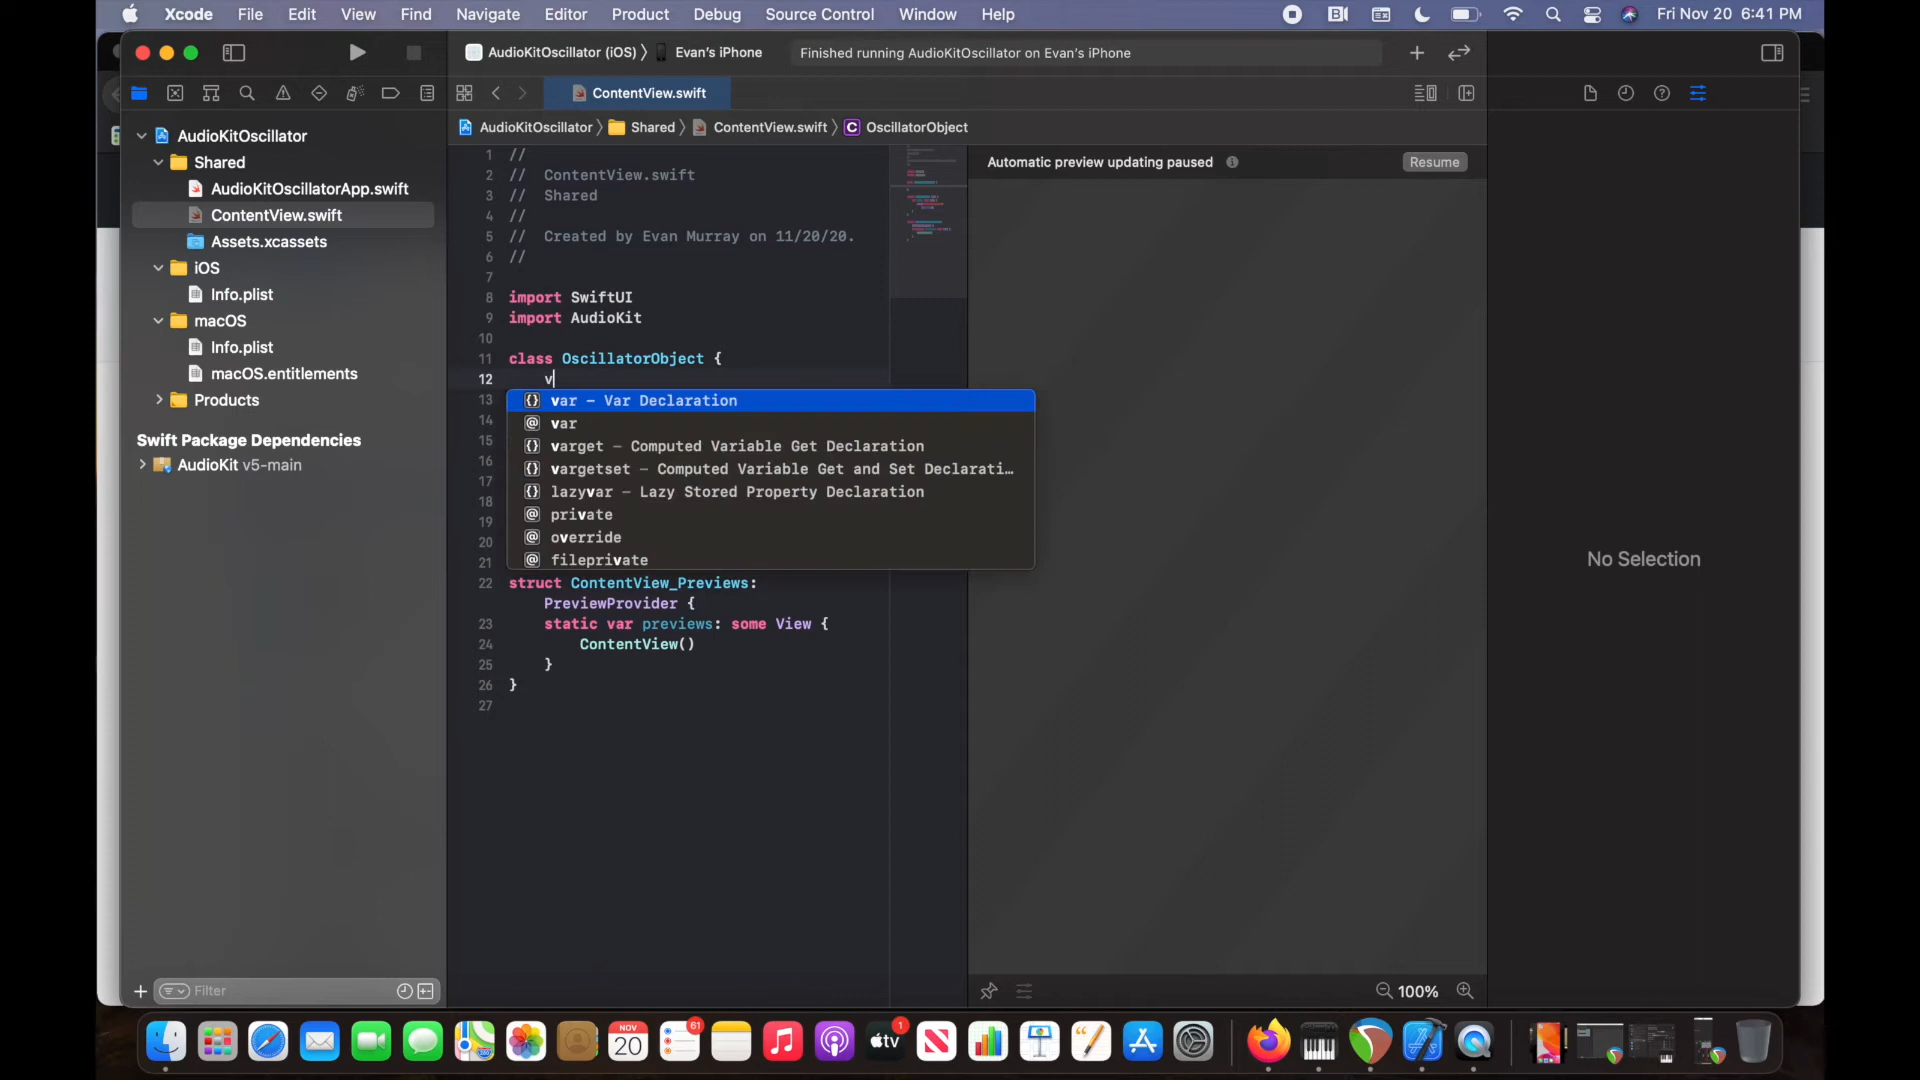 Xcode File Edit View Find Navigate Editor Product Debug Source Control Window Help Fri Nov 20 6:41 PM
AudioKitOscillator (iOS) Evan's iPhone Finished running AudioKitOscillator on Evan's iPhone
ContentView.swift
AudioKitOscillator Shared ContentView.swift C OscillatorObject
AudioKitOscillator
Shared
AudioKitOscillatorApp.swift
ContentView.swift
Assets.xcassets
iOS
Info.plist
macOS
Info.plist
macOS.entitlements
Products
Swift Package Dependencies
AudioKit v5-main
Filter
1 //
2 // ContentView.swift
3 // Shared
4 //
5 // Created by Evan Murray on 11/20/20.
6 //
7
8 import SwiftUI
9 import AudioKit
10
11 class OscillatorObject {
12 v
13
14
15
16
17
18
19
20
21
{} var – Var Declaration
@ var
{} varget – Computed Variable Get Declaration
{} vargetset – Computed Variable Get and Set Declarati…
{} lazyvar – Lazy Stored Property Declaration
@ private
@ override
@ fileprivate
22 struct ContentView_Previews:
PreviewProvider {
23 static var previews: some View {
24 ContentView()
25 }
26 }
27
Automatic preview updating paused Resume
100%
No Selection
NOV
20
61
tv
1